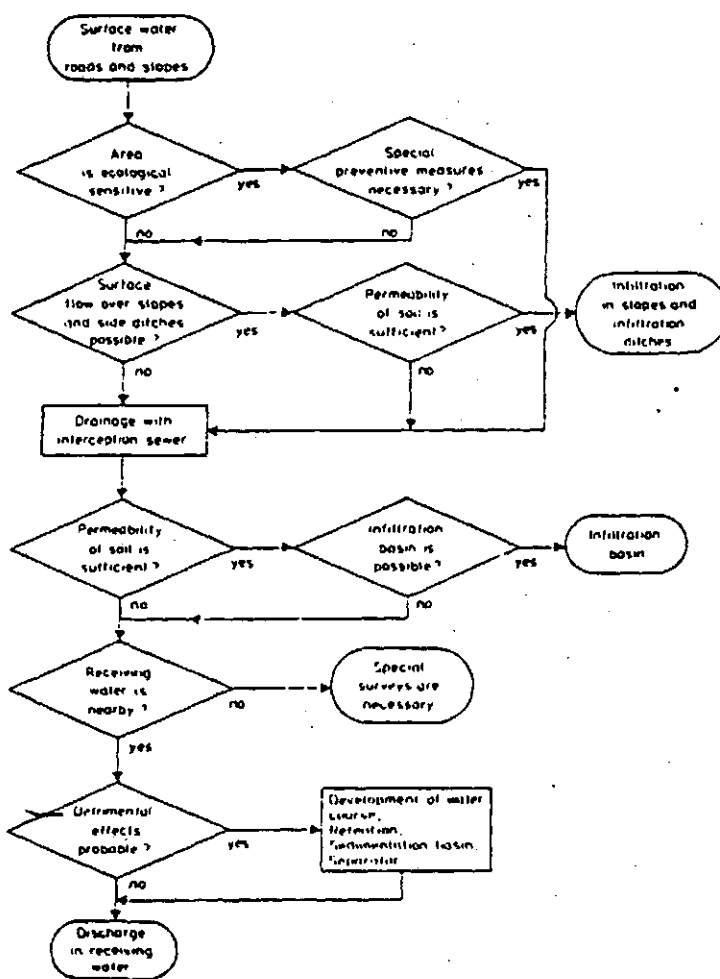 Surface water
from
roads and slopes
Area
is ecological
sensitive ?
yes
no
Special
preventive measures
necessary ?
yes
no
Surface
flow over slopes
and side ditches
possible ?
yes
no
Permeability
of soil is
sufficient ?
yes
no
Infiltration
in slopes and
infiltration
ditches
Drainage with
interception sewer
Permeability
of soil is
sufficient ?
yes
no
Infiltration
basin is
possible ?
yes
no
Infiltration
basin
Receiving
water is
nearby ?
no
yes
Special
surveys are
necessary
Detrimental
effects
probable ?
yes
no
Development of water
course,
Retention,
Sedimentation basin,
Separator
Discharge
in receiving
water